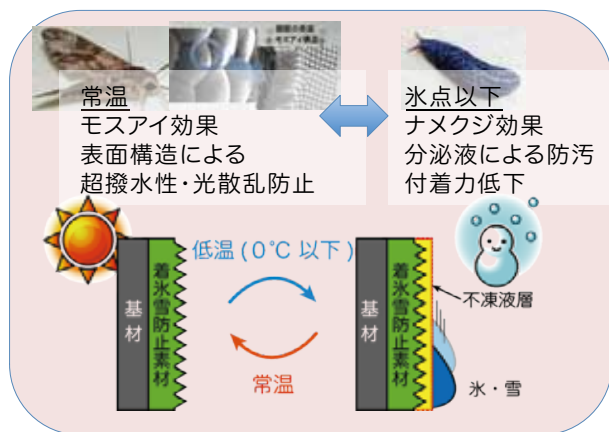 常温
モスアイ効果
表面構造による
超撥水性・光散乱防止
氷点以下
ナメクジ効果
分泌液による防汚
付着力低下
低温(0℃ 以下)
基材
着氷雪防止素材
常温
基材
着氷雪防止素材
不凍液層
氷・雪